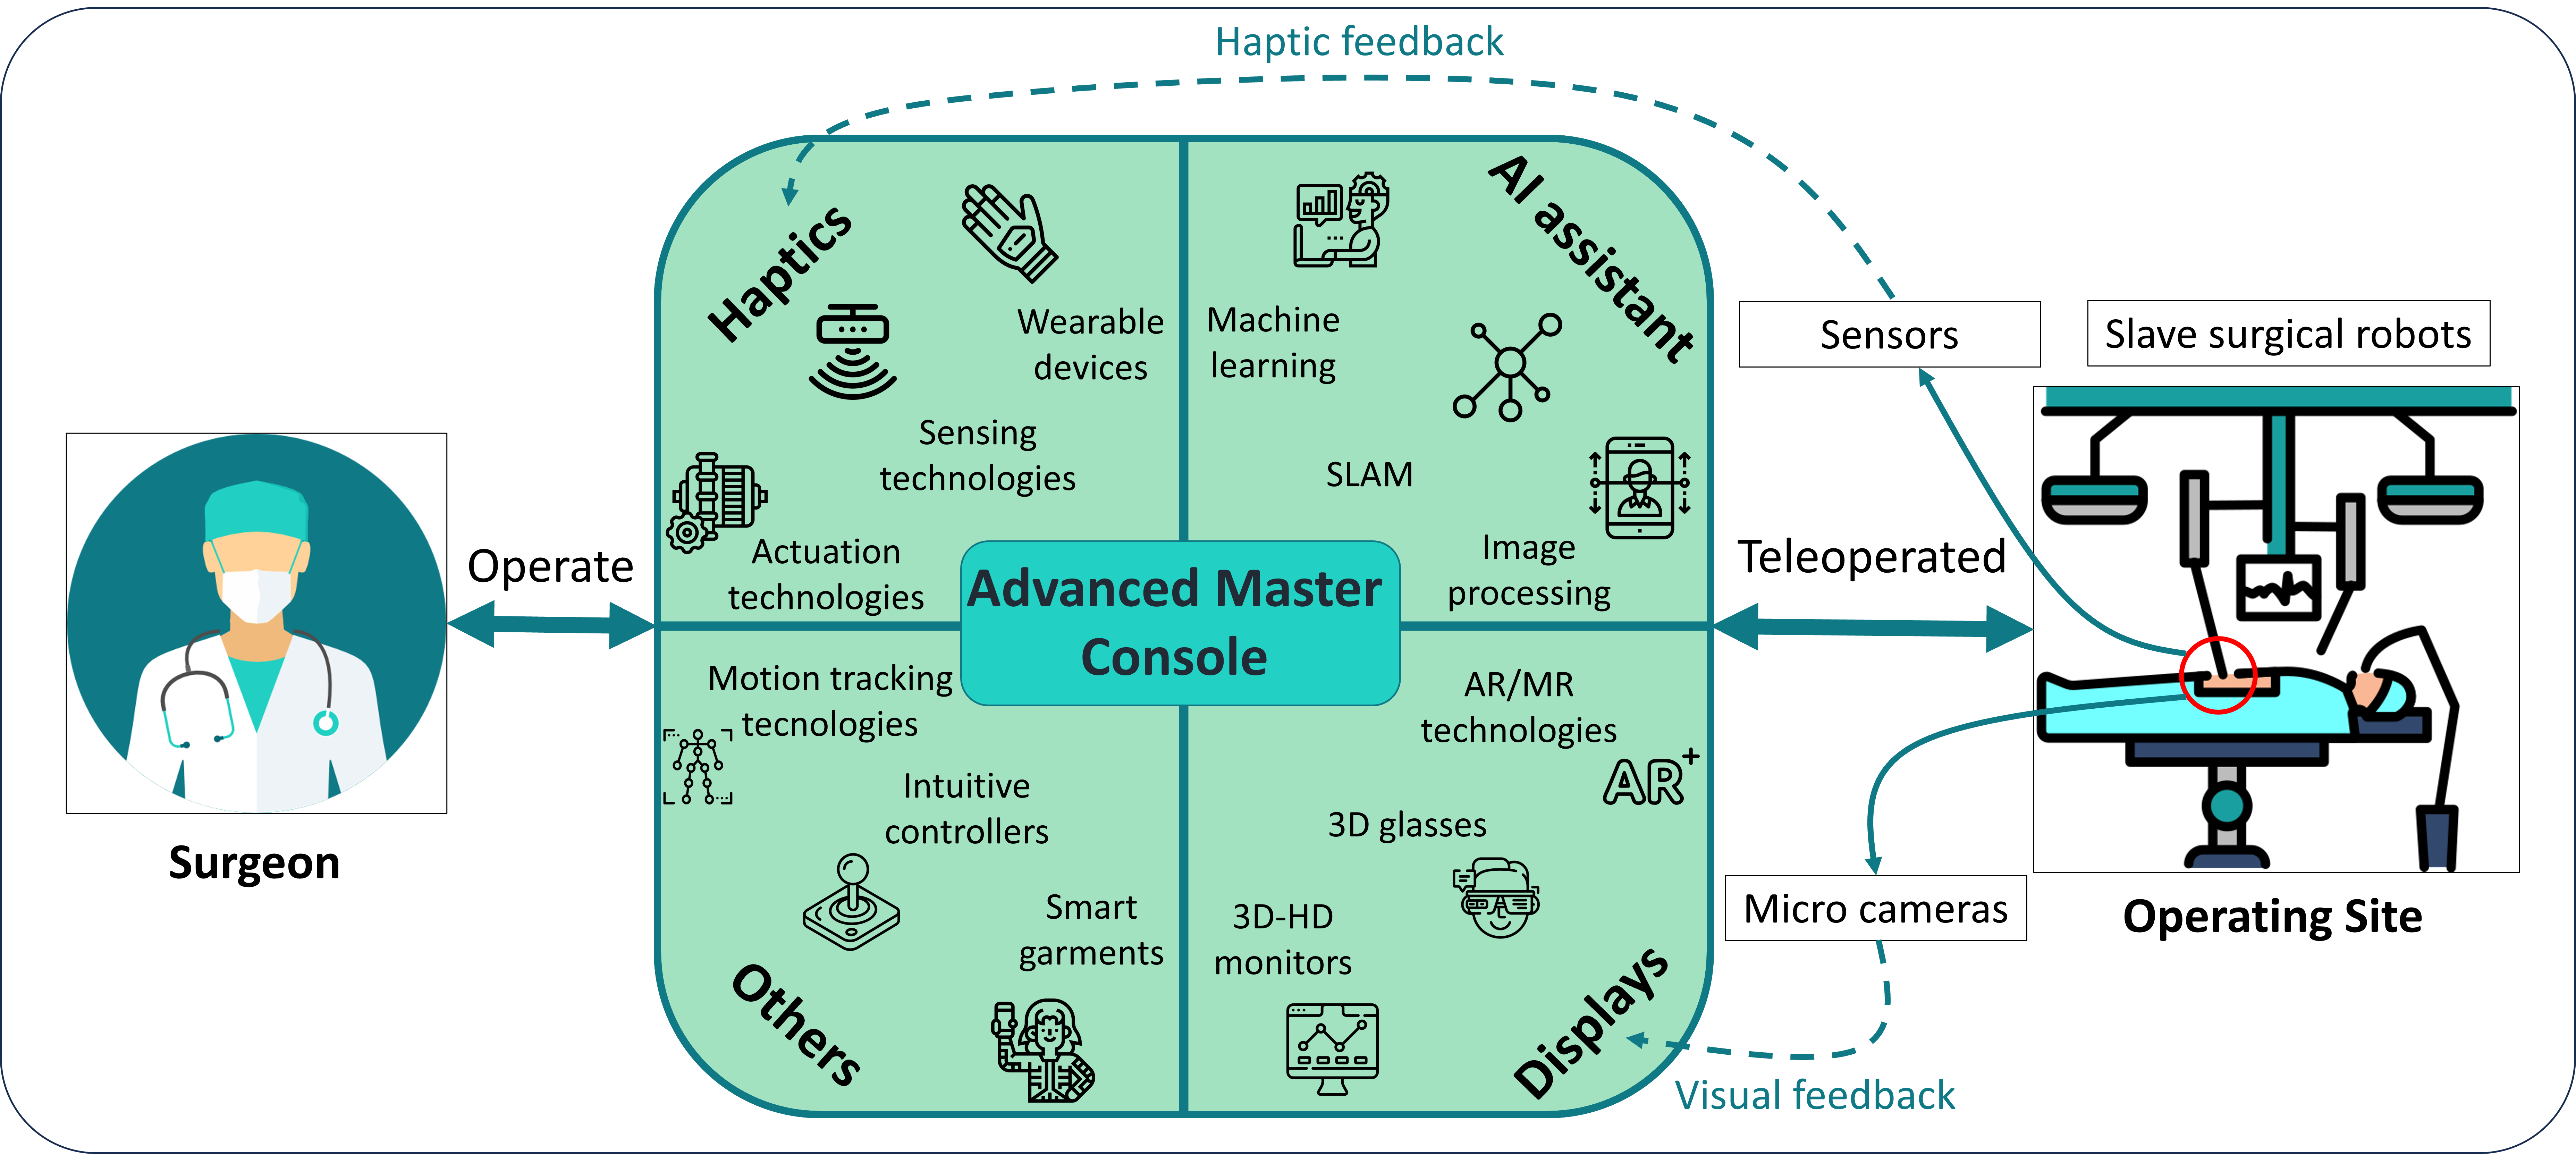 Haptic feedback
Haptics
Wearable
devices
Sensing
technologies
Actuation
technologies
AI assistant
Machine
learning
SLAM
Image
processing
Advanced Master
Console
Motion tracking
tecnologies
Intuitive
controllers
Smart
garments
Others
AR/MR
technologies
AR+
3D glasses
3D-HD
monitors
Displays
Operate
Surgeon
Teleoperated
Sensors
Slave surgical robots
Micro cameras
Operating Site
Visual feedback